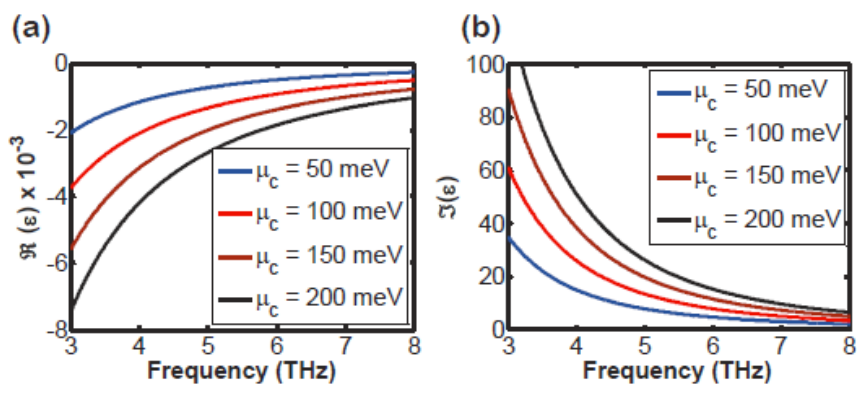 (a)
ℜ (ε) x 10⁻³
0
-2
-4
-6
-8
3 4 5 6 7 8
Frequency (THz)
μc = 50 meV
μc = 100 meV
μc = 150 meV
μc = 200 meV
(b)
ℑ(ε)
100
80
60
40
20
0
3 4 5 6 7 8
Frequency (THz)
μc = 50 meV
μc = 100 meV
μc = 150 meV
μc = 200 meV